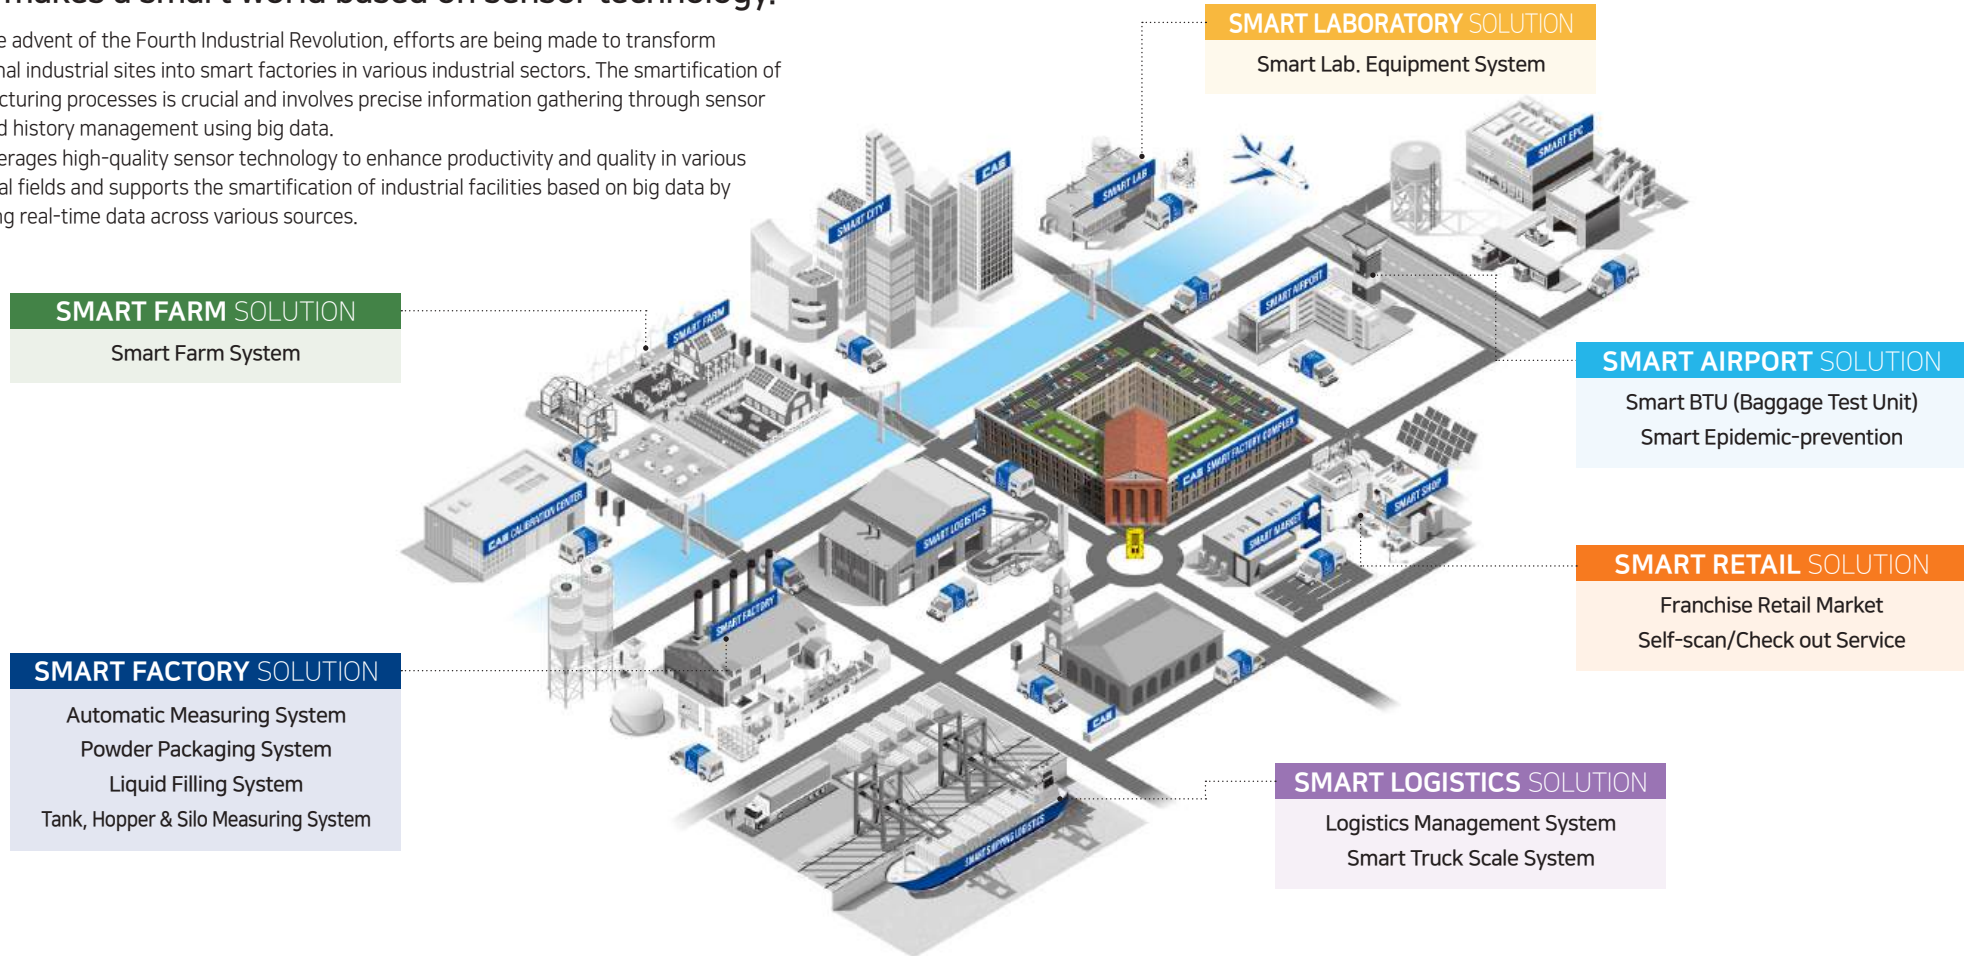 makes a smart world based on sensor technology.
e advent of the Fourth Industrial Revolution, efforts are being made to transform
nal industrial sites into smart factories in various industrial sectors. The smartification of
cturing processes is crucial and involves precise information gathering through sensor
d history management using big data.
erages high-quality sensor technology to enhance productivity and quality in various
al fields and supports the smartification of industrial facilities based on big data by
ng real-time data across various sources.
SMART LABORATORY SOLUTION
Smart Lab. Equipment System
SMART EPC
CAS
SMART LAB
SMART CITY
SMART AIRPORT
SMART FARM
SMART FARM SOLUTION
Smart Farm System
SMART AIRPORT SOLUTION
Smart BTU (Baggage Test Unit)
Smart Epidemic-prevention
CAS SMART FACTORY COMPLEX
SMART SHOP
CAS CALIBRATION CENTER
SMART LOGISTICS
SMART MARKET
SMART RETAIL SOLUTION
Franchise Retail Market
Self-scan/Check out Service
SMART FACTORY
SMART FACTORY SOLUTION
Automatic Measuring System
Powder Packaging System
Liquid Filling System
Tank, Hopper & Silo Measuring System
CAS
SMART SHIPPING LOGISTICS
SMART LOGISTICS SOLUTION
Logistics Management System
Smart Truck Scale System